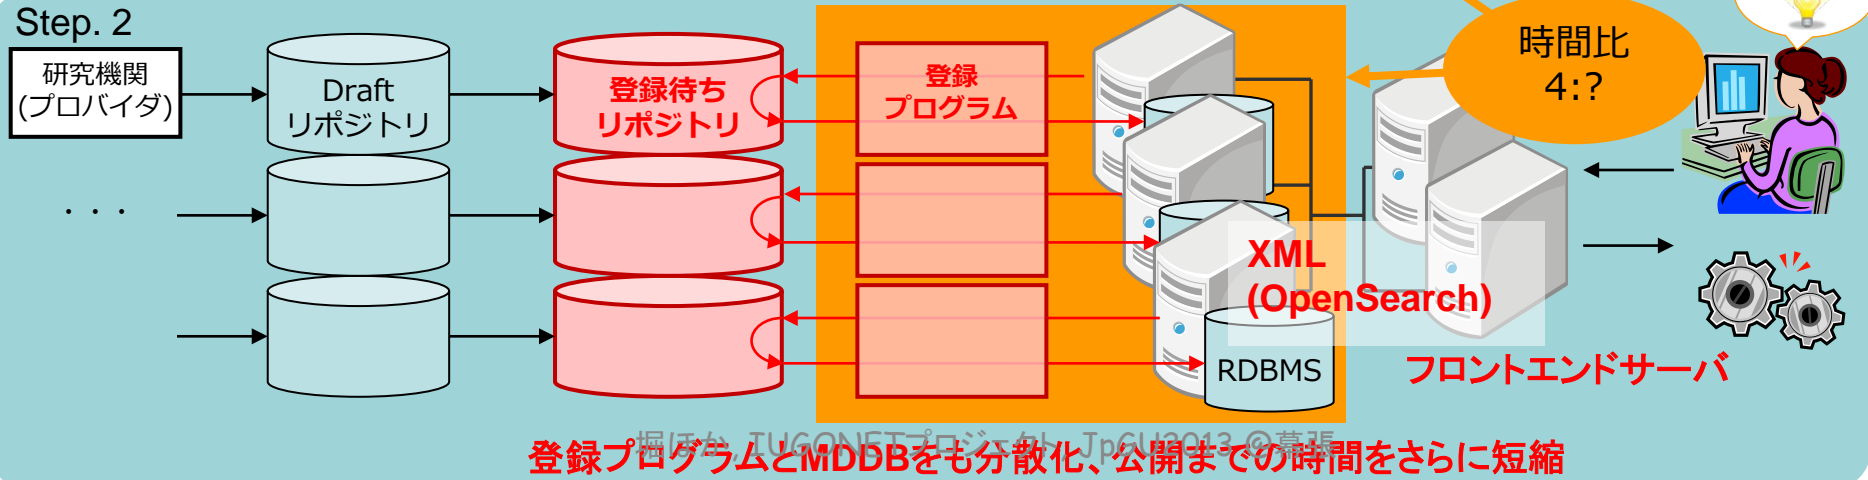 Step. 2
研究機関
(プロバイダ)
Draft
リポジトリ
登録待ち
リポジトリ
登録
プログラム
時間比
4:?
・・・
XML
(OpenSearch)
RDBMS
フロントエンドサーバ
堀ほか, IUGONETプロジェクト, JpGU2013 @幕張
登録プログラムとMDDBをも分散化、公開までの時間をさらに短縮